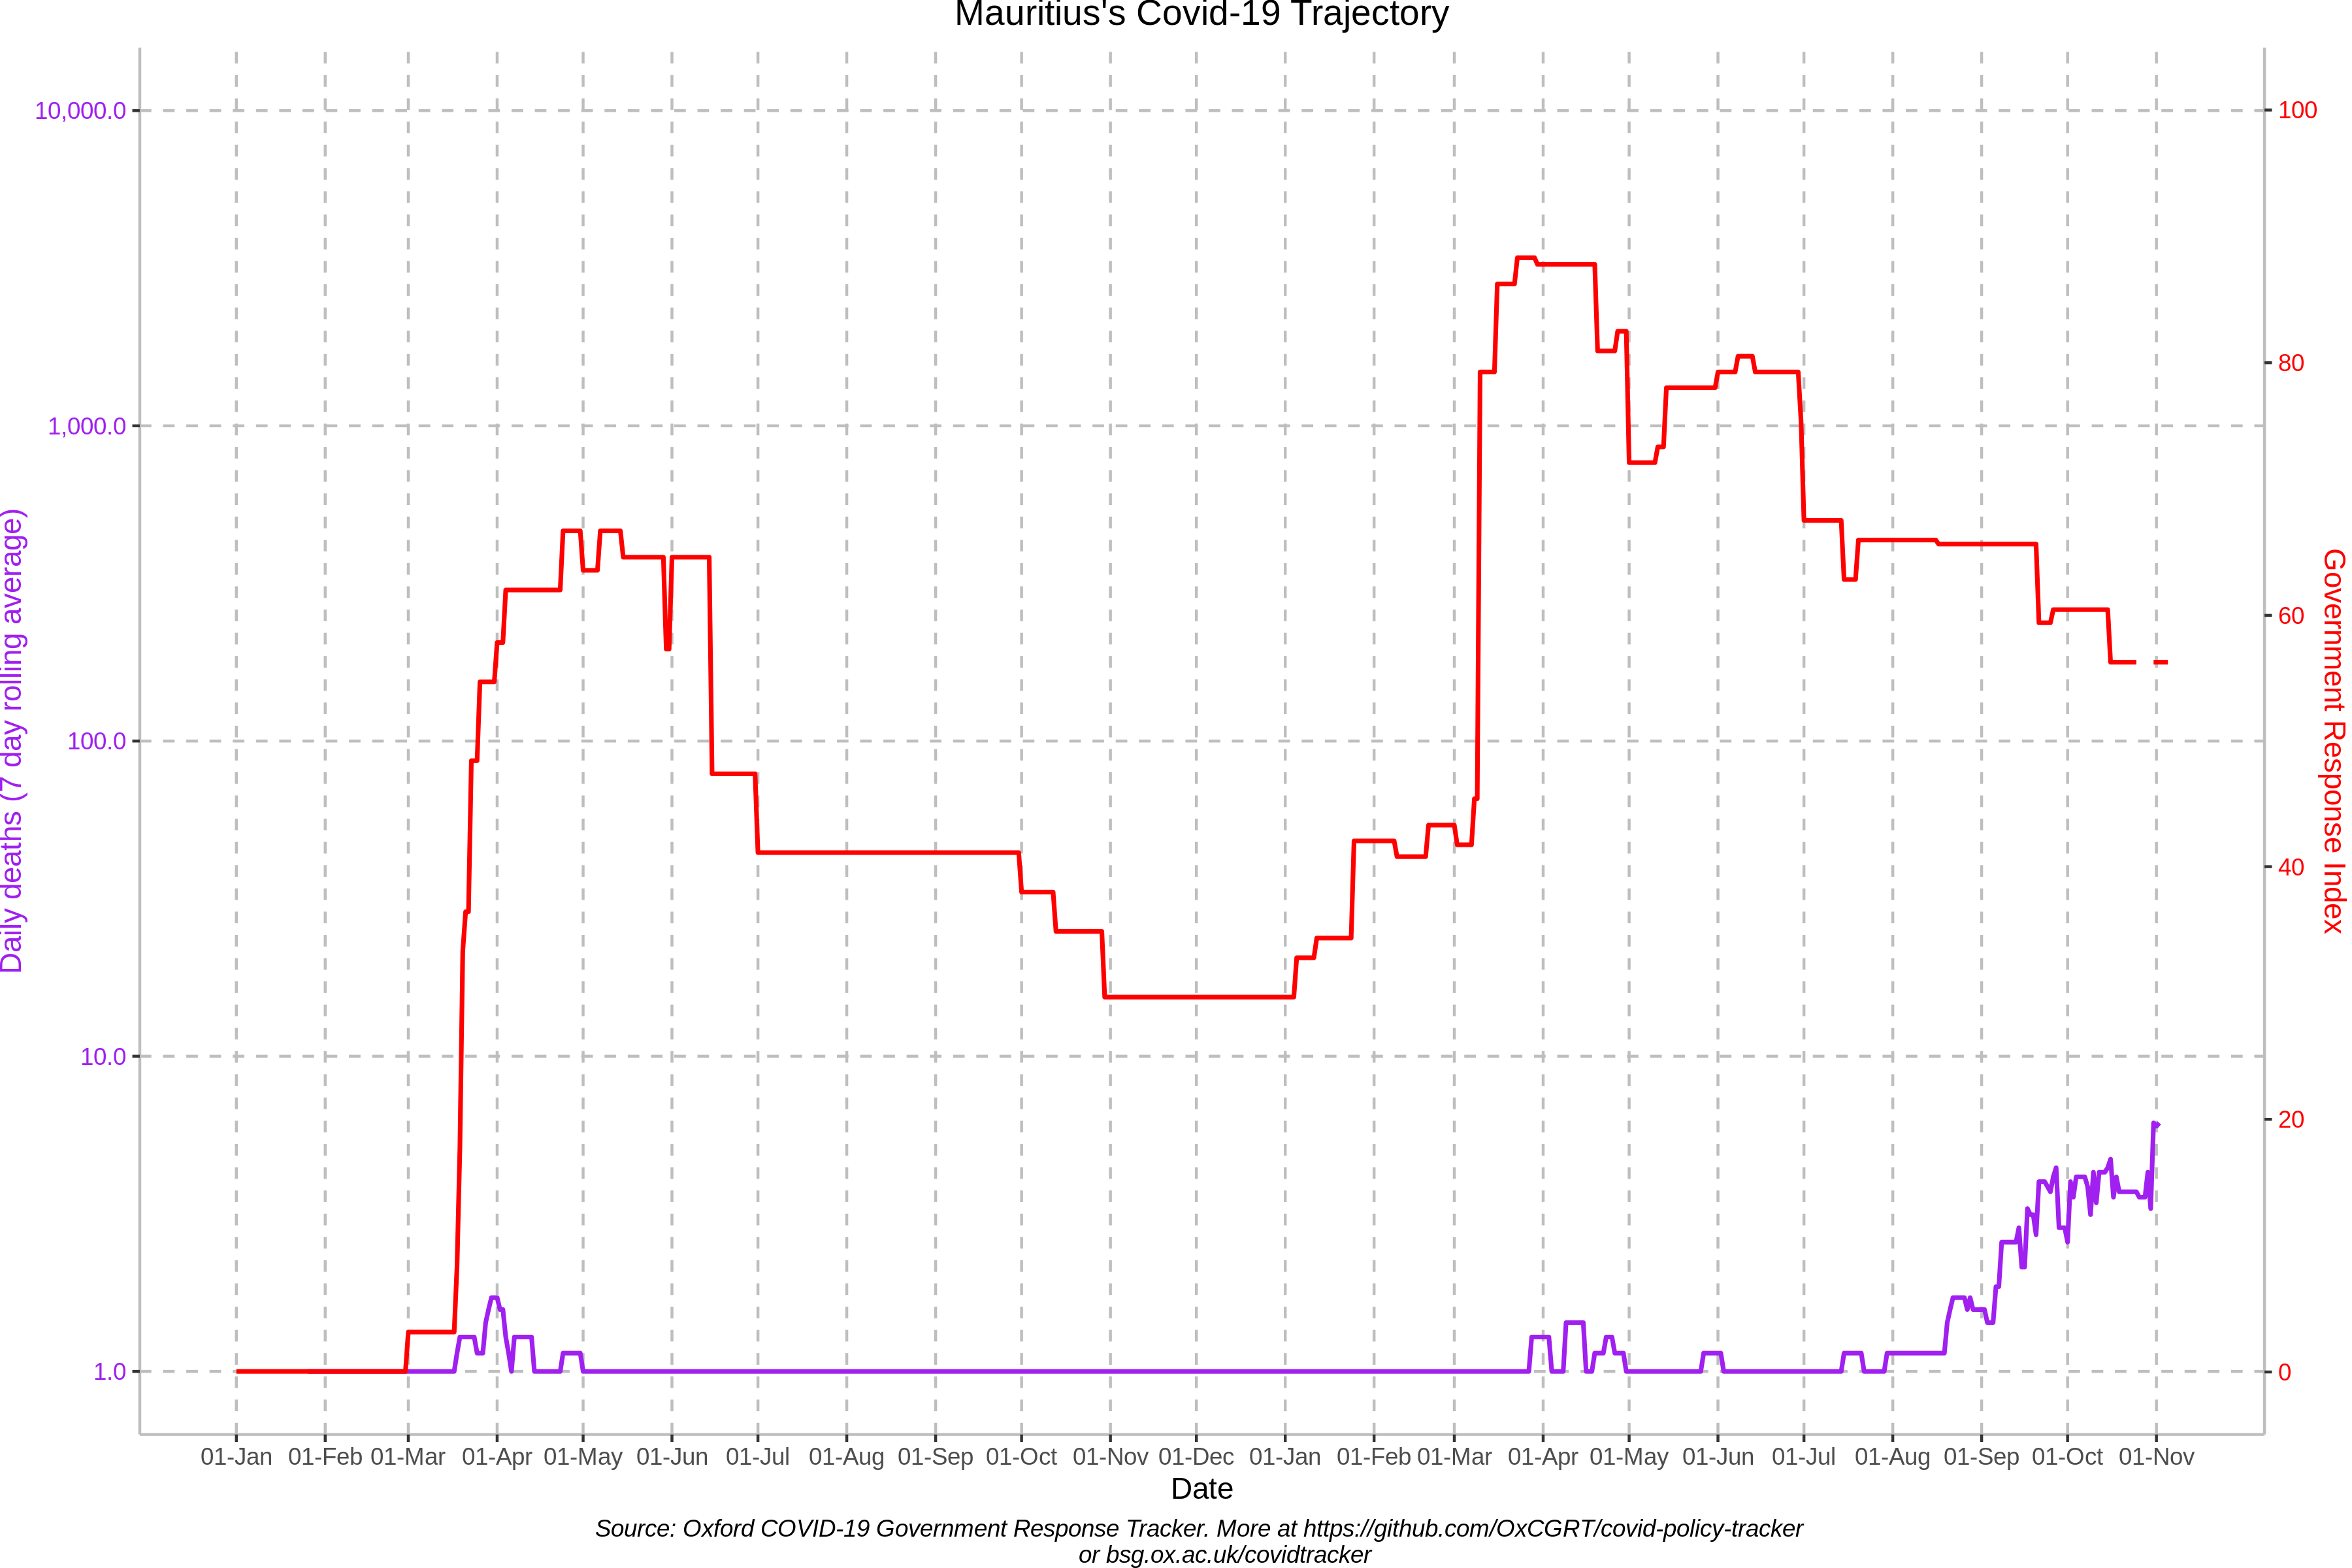 Mauritius's Covid-19 Trajectory
10,000.0
1,000.0
100.0
10.0
1.0
Daily deaths (7 day rolling average)
100
80
60
40
20
0
Government Response Index
01-Jan 01-Feb 01-Mar 01-Apr 01-May 01-Jun 01-Jul 01-Aug 01-Sep 01-Oct 01-Nov 01-Dec 01-Jan 01-Feb 01-Mar 01-Apr 01-May 01-Jun 01-Jul 01-Aug 01-Sep 01-Oct 01-Nov
Date
Source: Oxford COVID-19 Government Response Tracker. More at https://github.com/OxCGRT/covid-policy-tracker
or bsg.ox.ac.uk/covidtracker